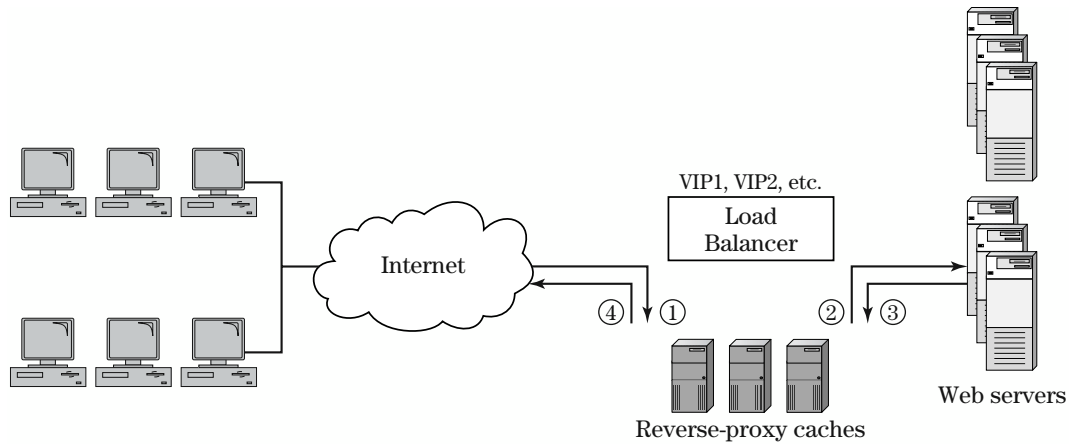 VIP1, VIP2, etc.
Load
Balancer
Internet
④ ① ② ③
Web servers
Reverse-proxy caches